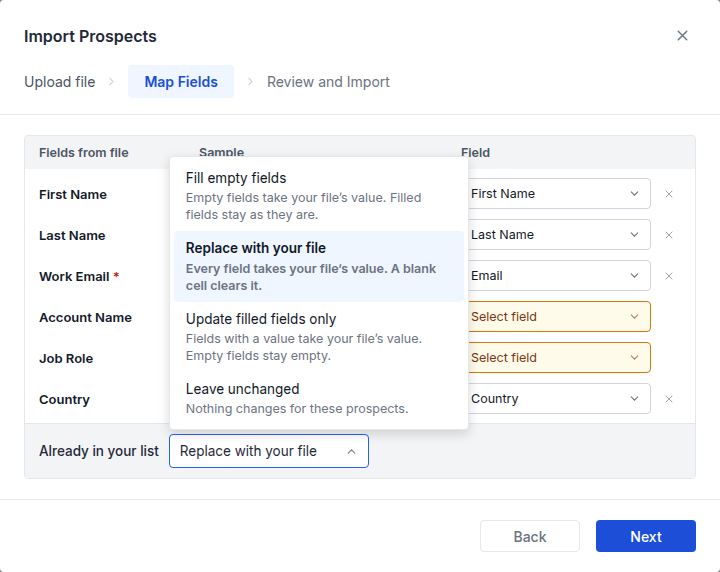 Import Prospects
Upload file
Map Fields
Review and Import
Fields from file
Sample
Field
First Name
First Name
Last Name
Last Name
Work Email *
Email
Account Name
Select field
Job Role
Select field
Country
Country
Fill empty fields
Empty fields take your file’s value. Filled
fields stay as they are.
Replace with your file
Every field takes your file’s value. A blank
cell clears it.
Update filled fields only
Fields with a value take your file’s value.
Empty fields stay empty.
Leave unchanged
Nothing changes for these prospects.
Already in your list
Replace with your file
Back
Next